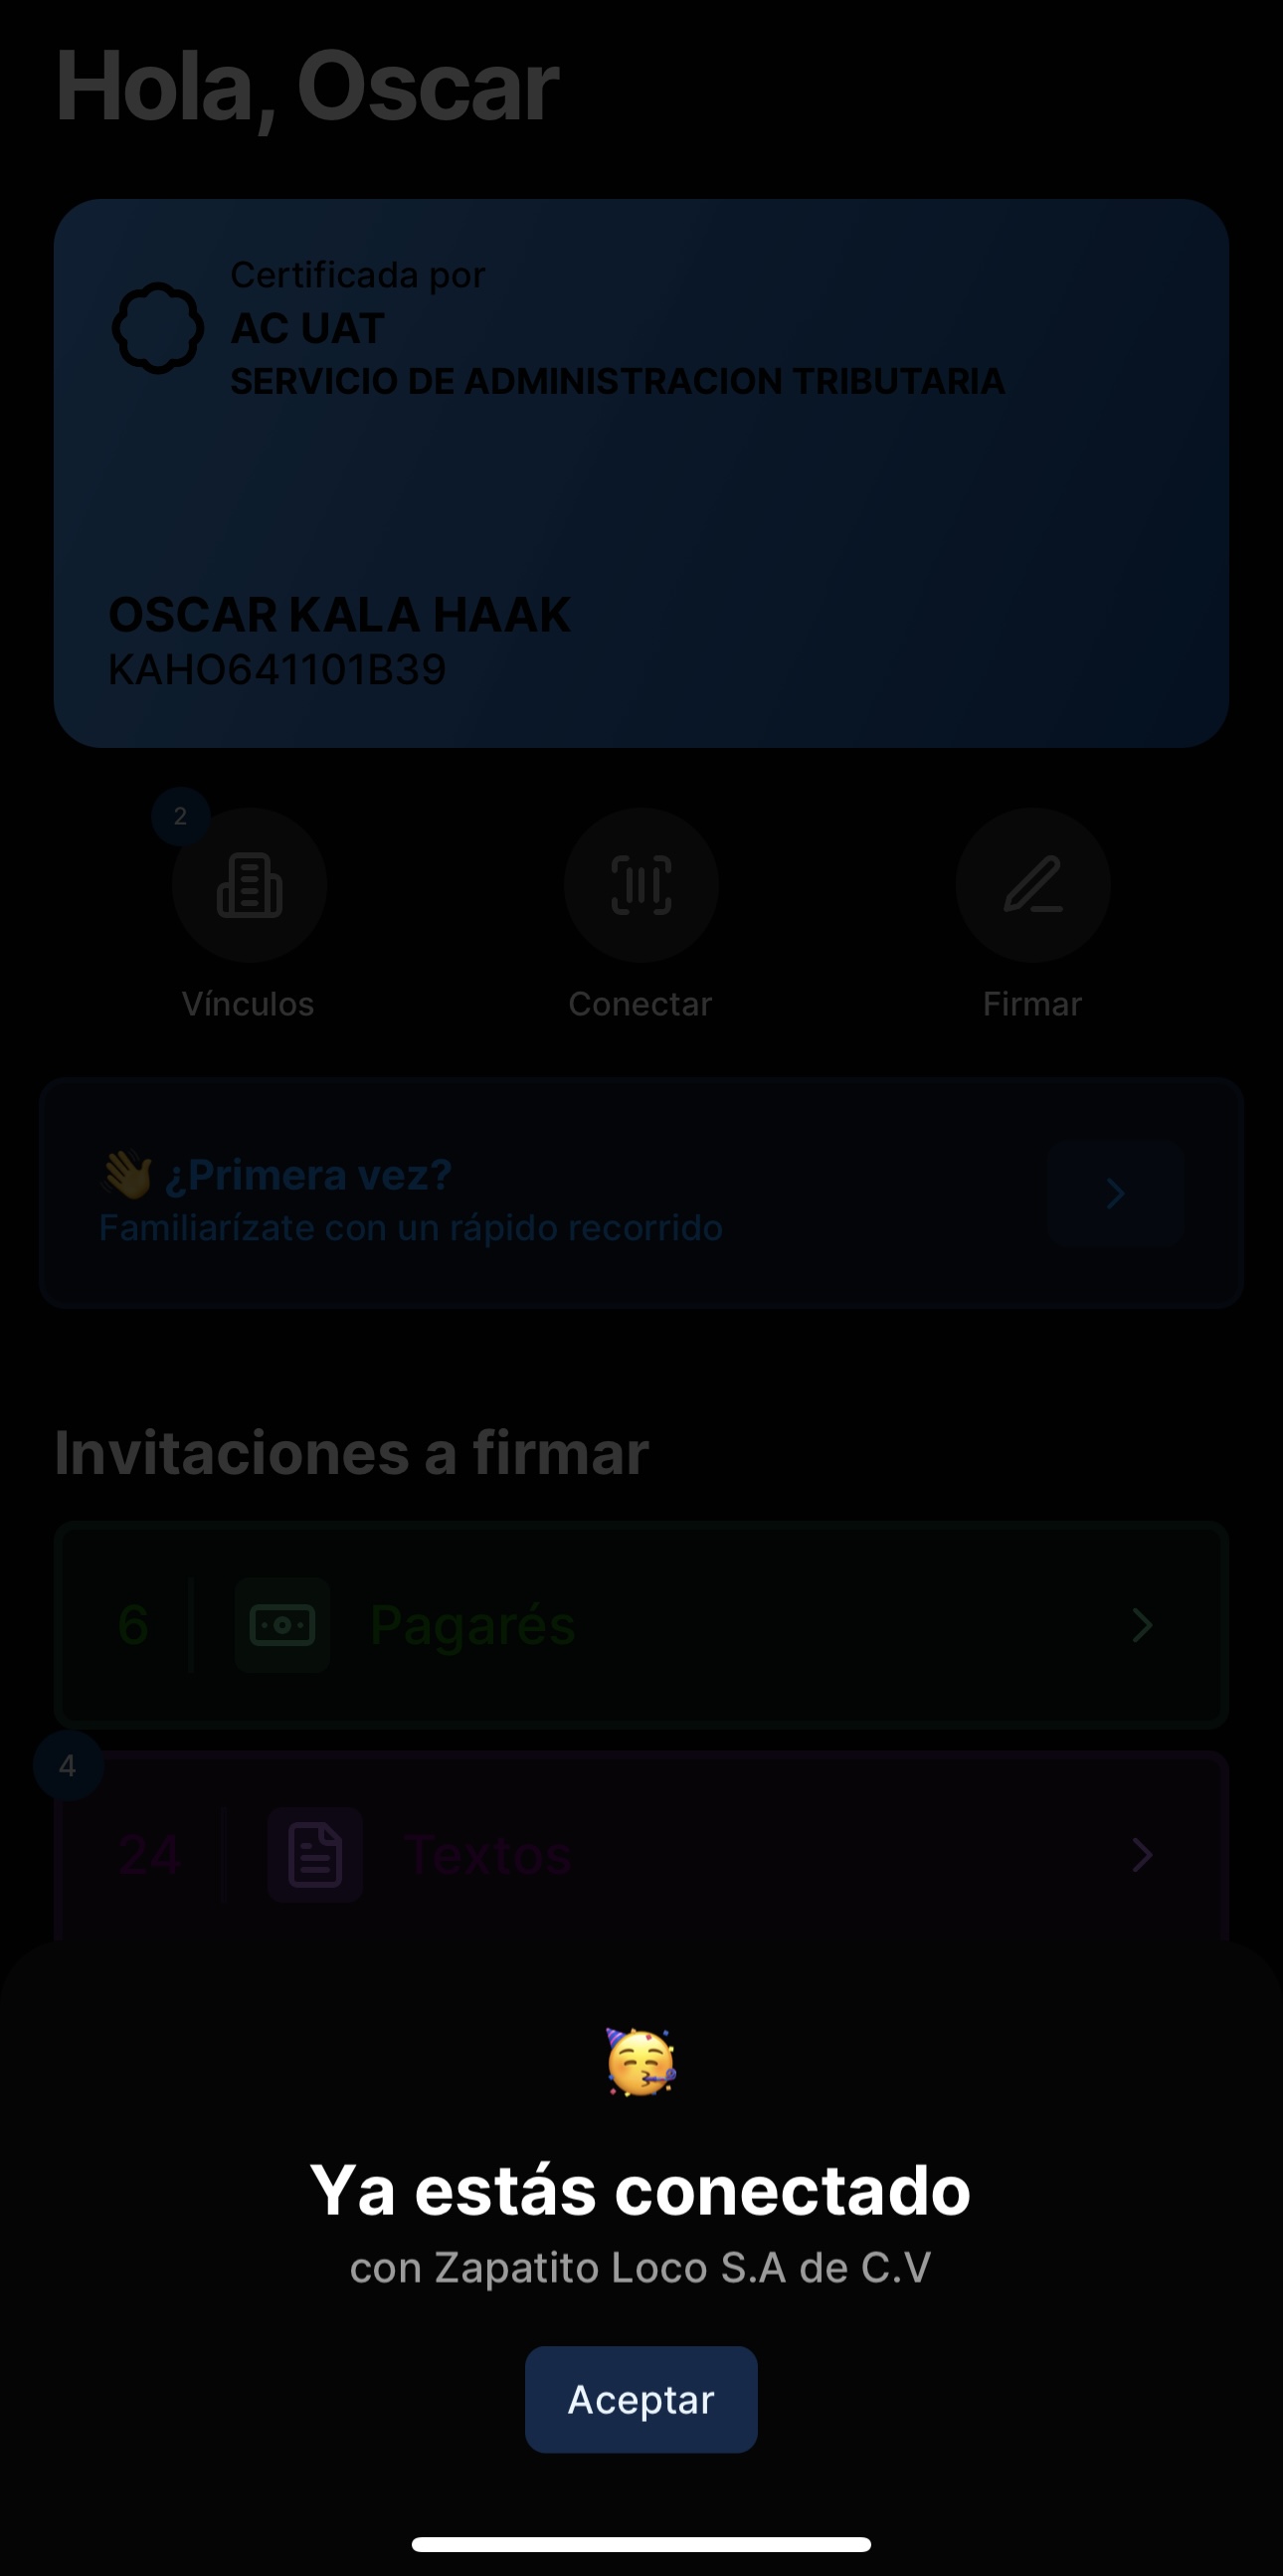 Hola, Oscar
Certificada por
AC UAT
SERVICIO DE ADMINISTRACION TRIBUTARIA
OSCAR KALA HAAK
KAHO641101B39
2
Vínculos
Conectar
Firmar
👋 ¿Primera vez?
Familiarízate con un rápido recorrido
Invitaciones a firmar
6 Pagarés
4
24 Textos
🥳
Ya estás conectado
con Zapatito Loco S.A de C.V
Aceptar